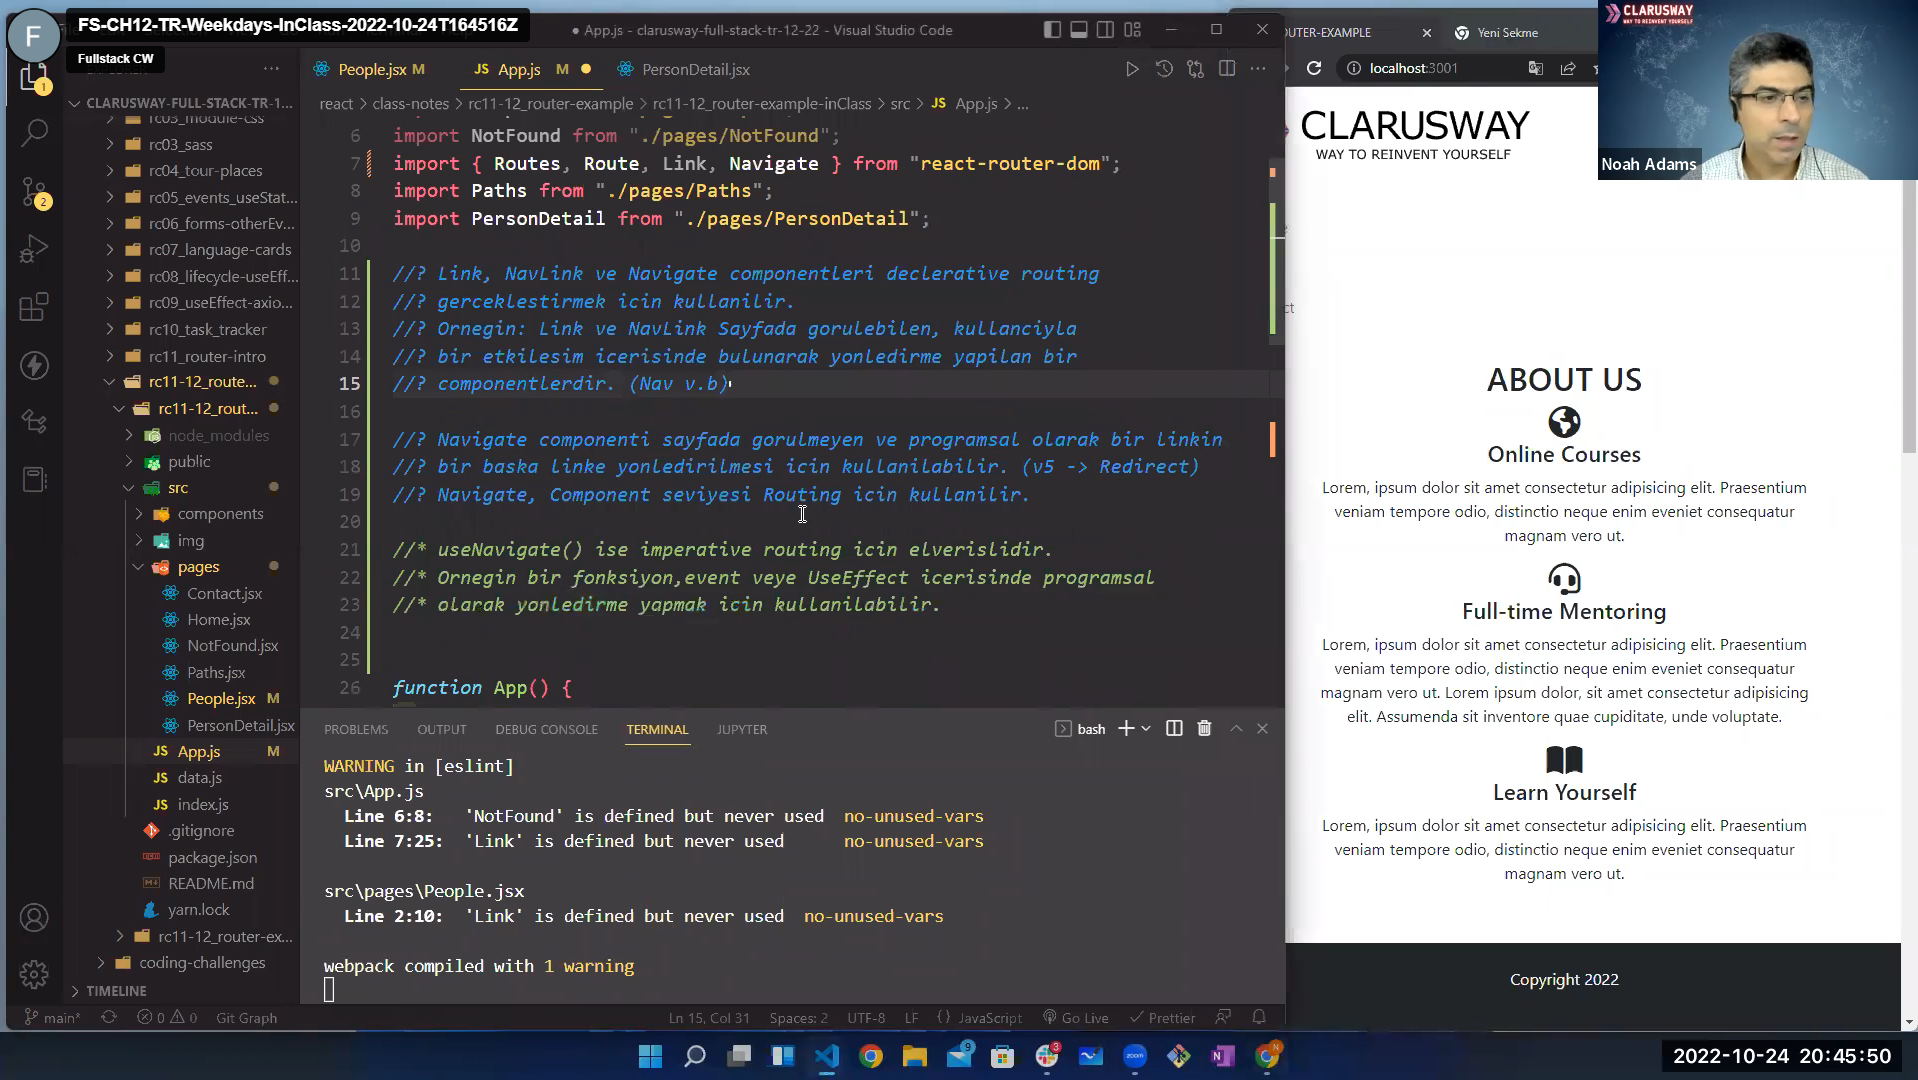 F
FS-CH12-TR-Weekdays-InClass-2022-10-24T164516Z
Fullstack CW
App.js - clarusway-full-stack-tr-12-22 - Visual Studio Code
People.jsx M
JS App.js M
PersonDetail.jsx
react > class-notes > rc11-12_router-example > rc11-12_router-example-inClass > src > JS App.js > ...
CLARUSWAY-FULL-STACK-TR-1...
rc03_module-css
rc03_sass
rc04_tour-places
rc05_events_useStat...
rc06_forms-otherEv...
rc07_language-cards
rc08_lifecycle-useEff...
rc09_useEffect-axio...
rc10_task_tracker
rc11_router-intro
rc11-12_route...
rc11-12_rout...
node_modules
public
src
components
img
pages
Contact.jsx
Home.jsx
NotFound.jsx
Paths.jsx
People.jsx M
PersonDetail.jsx
JS App.js M
JS data.js
JS index.js
.gitignore
package.json
README.md
yarn.lock
rc11-12_router-ex...
coding-challenges
TIMELINE
1
2
6 import NotFound from "./pages/NotFound";
7 import { Routes, Route, Link, Navigate } from "react-router-dom";
8 import Paths from "./pages/Paths";
9 import PersonDetail from "./pages/PersonDetail";
10
11 //? Link, NavLink ve Navigate componentleri declerative routing
12 //? gerceklestirmek icin kullanilir.
13 //? Ornegin: Link ve NavLink Sayfada gorulebilen, kullanciyla
14 //? bir etkilesim icerisinde bulunarak yonledirme yapilan bir
15 //? componentlerdir. (Nav v.b)
16
17 //? Navigate componenti sayfada gorulmeyen ve programsal olarak bir linkin
18 //? bir baska linke yonledirilmesi icin kullanilabilir. (v5 -> Redirect)
19 //? Navigate, Component seviyesi Routing icin kullanilir.
20
21 //* useNavigate() ise imperative routing icin elverislidir.
22 //* Ornegin bir fonksiyon,event veye UseEffect icerisinde programsal
23 //* olarak yonledirme yapmak icin kullanilabilir.
24
25
26 function App() {
PROBLEMS OUTPUT DEBUG CONSOLE TERMINAL JUPYTER
bash
WARNING in [eslint]
src\App.js
Line 6:8: 'NotFound' is defined but never used no-unused-vars
Line 7:25: 'Link' is defined but never used no-unused-vars
src\pages\People.jsx
Line 2:10: 'Link' is defined but never used no-unused-vars
webpack compiled with 1 warning
main* 0 0 Git Graph
Ln 15, Col 31 Spaces: 2 UTF-8 LF {} JavaScript Go Live Prettier
OUTER-EXAMPLE
Yeni Sekme
localhost:3001
CLARUSWAY
WAY TO REINVENT YOURSELF
CLARUSWAY
WAY TO REINVENT YOURSELF
Noah Adams
ct
ABOUT US
Online Courses
Lorem, ipsum dolor sit amet consectetur adipisicing elit. Praesentium
veniam tempore odio, distinctio neque enim eveniet consequatur
magnam vero ut.
Full-time Mentoring
Lorem, ipsum dolor sit amet consectetur adipisicing elit. Praesentium
veniam tempore odio, distinctio neque enim eveniet consequatur
magnam vero ut. Lorem ipsum dolor, sit amet consectetur adipisicing
elit. Assumenda sit inventore quae cupiditate, unde voluptate.
Learn Yourself
Lorem, ipsum dolor sit amet consectetur adipisicing elit. Praesentium
veniam tempore odio, distinctio neque enim eveniet consequatur
magnam vero ut.
Copyright 2022
9
3
zoom
N
2022-10-24 20:45:50